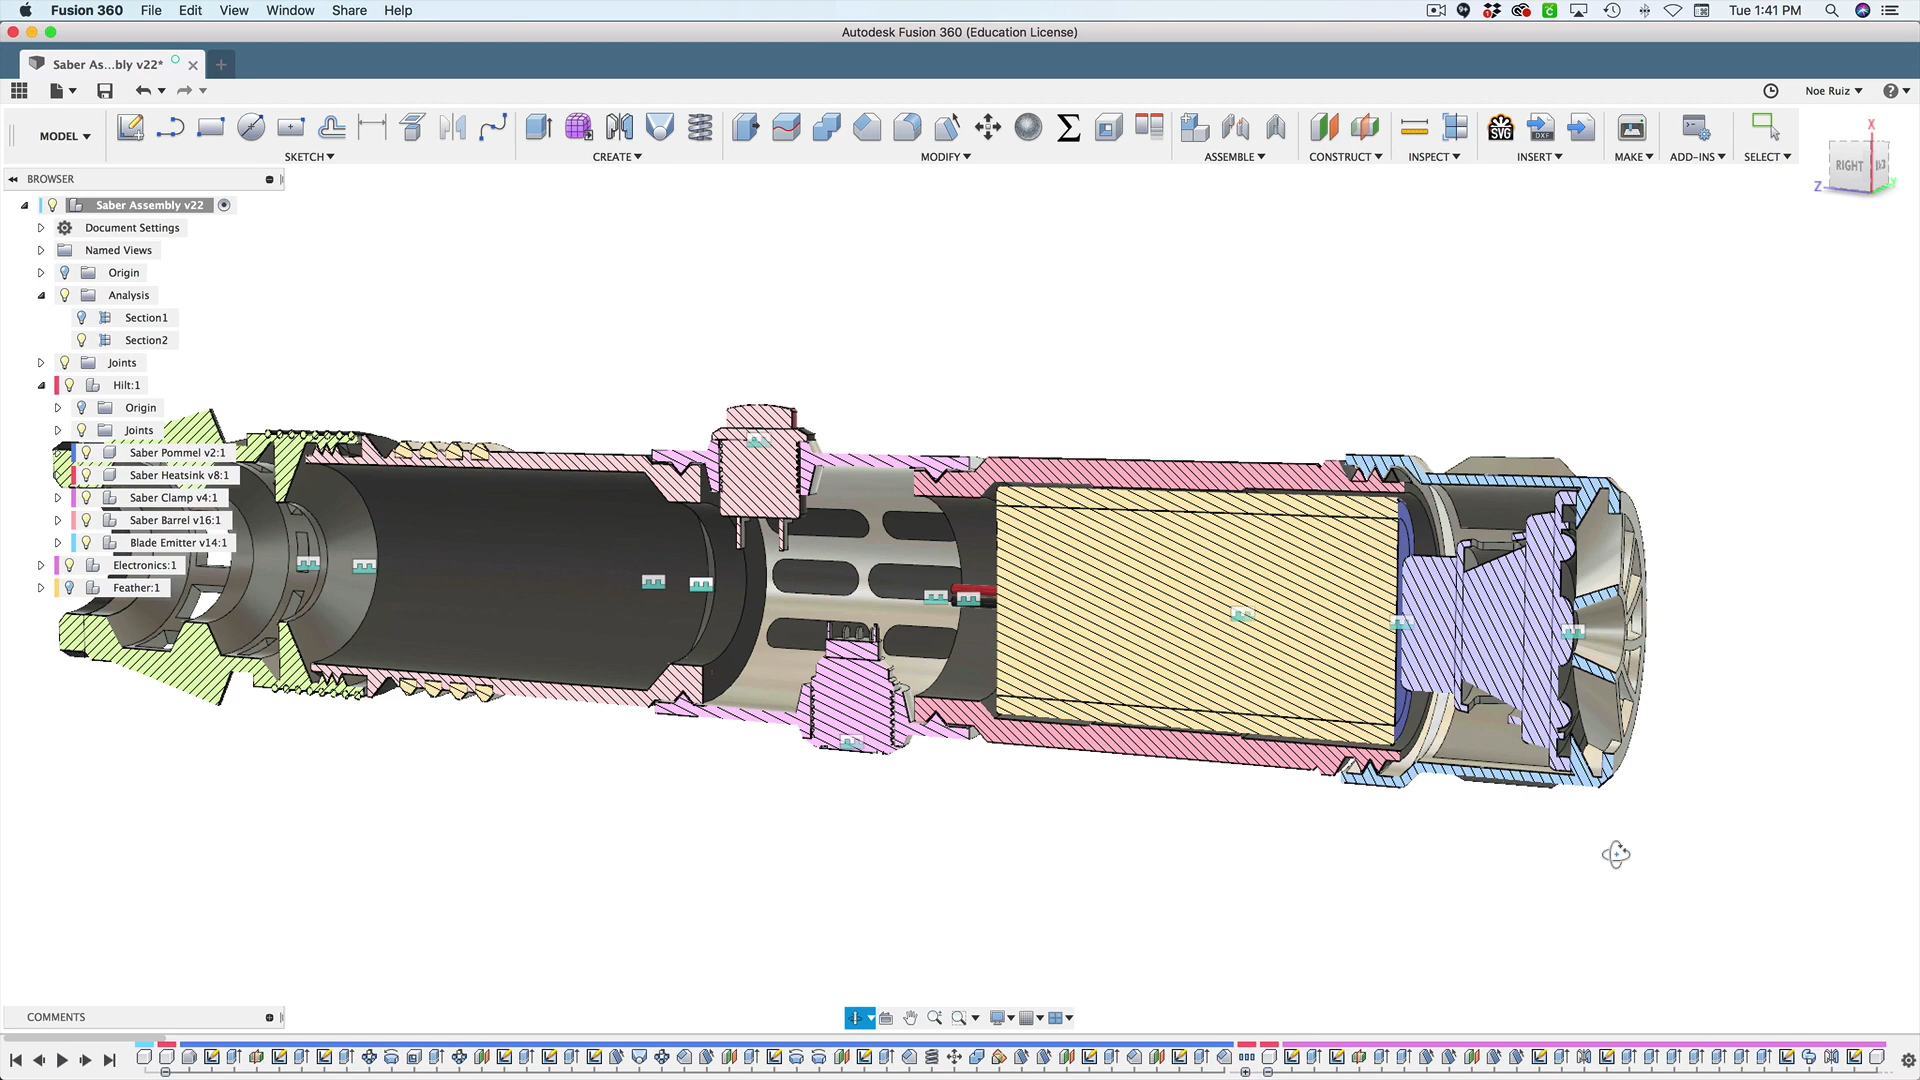 Fusion 360 File Edit View Window Share Help Tue 1:41 PM
Autodesk Fusion 360 (Education License)
Saber As...bly v22*
Noe Ruiz
MODEL
SKETCH CREATE MODIFY ASSEMBLE CONSTRUCT INSPECT INSERT MAKE ADD-INS SELECT
SVG DXF
X
RIGHT
Z
BROWSER
Saber Assembly v22
Document Settings
Named Views
Origin
Analysis
Section1
Section2
Joints
Hilt:1
Origin
Joints
Saber Pommel v2:1
Saber Heatsink v8:1
Saber Clamp v4:1
Saber Barrel v16:1
Blade Emitter v14:1
Electronics:1
Feather:1
COMMENTS